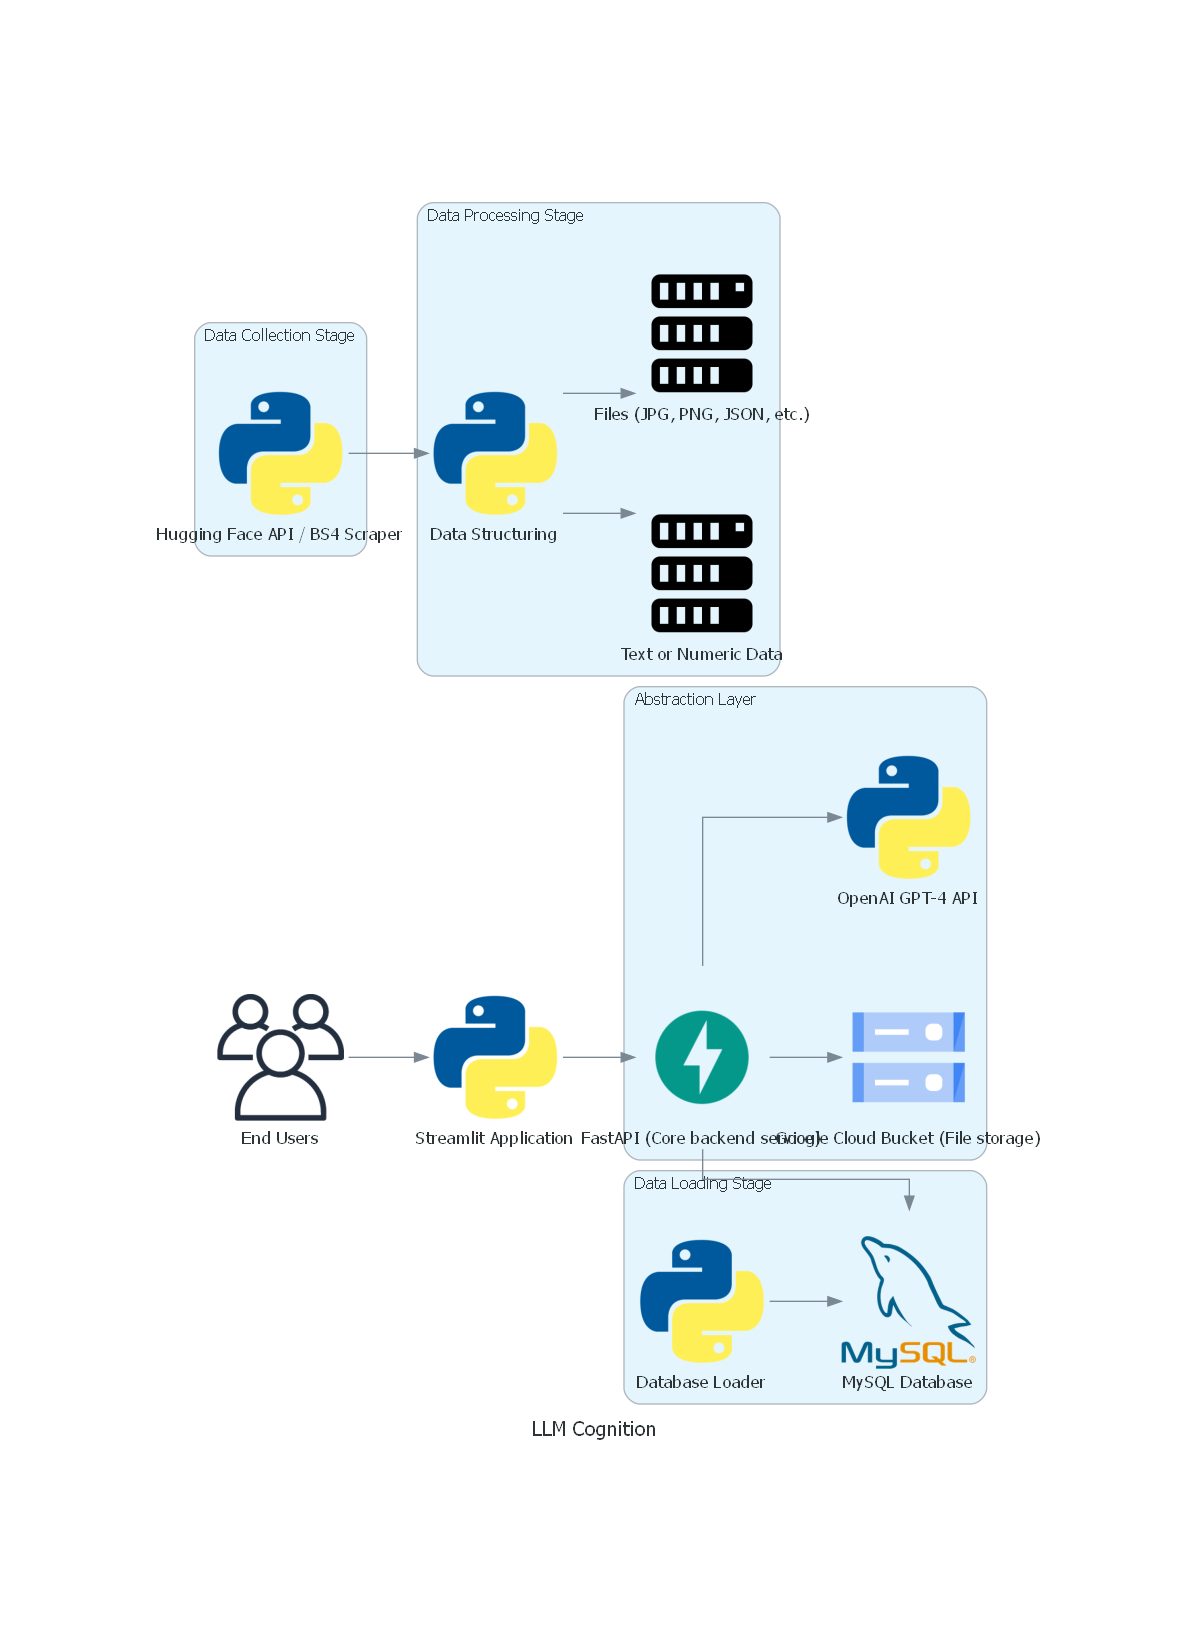 Data Processing Stage
Data Collection Stage
Files (JPG, PNG, JSON, etc.)
Hugging Face API / BS4 Scraper
Data Structuring
Text or Numeric Data
Abstraction Layer
OpenAI GPT-4 API
End Users
Streamlit Application
FastAPI (Core backend service)
Google Cloud Bucket (File storage)
Data Loading Stage
MySQL®
Database Loader
MySQL Database
LLM Cognition